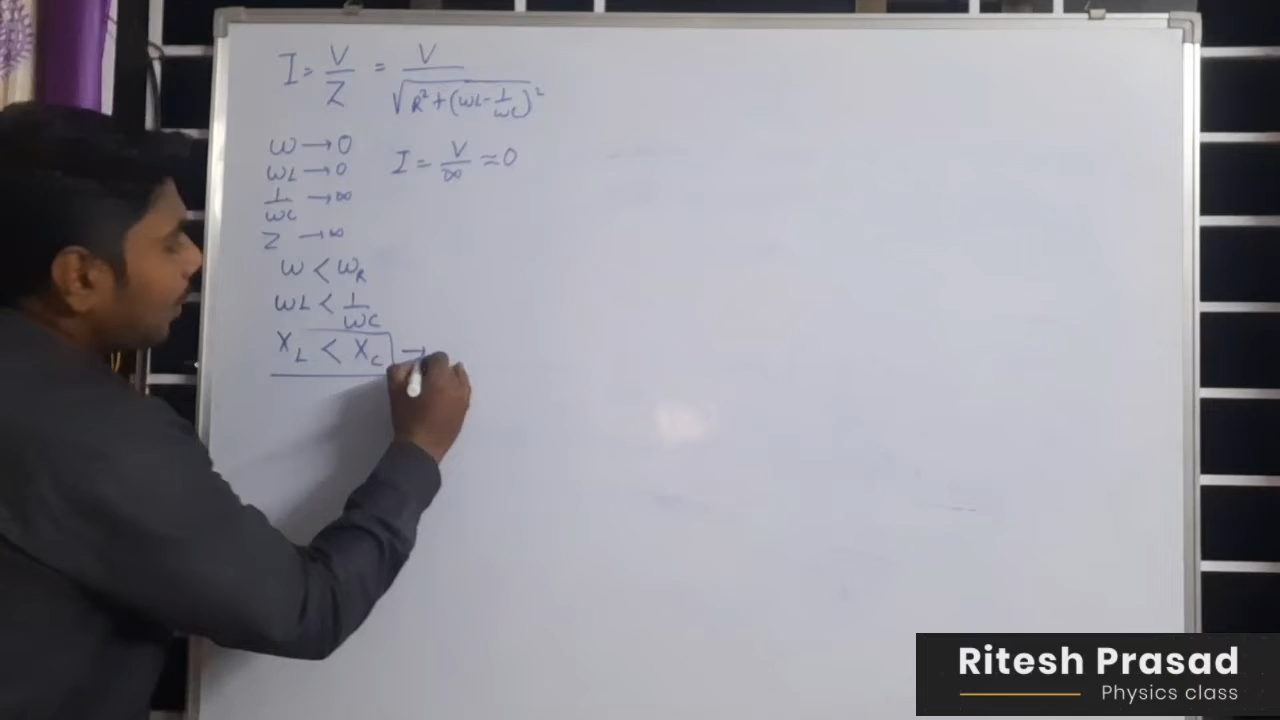 I = V/Z = V/√R²+(ωL-1/ωC)²
ω → 0
ωL → 0
I = V/∞ ≈ 0
1/ωC → ∞
Z → ∞
ω < ωR
ωL < 1/ωC
XL < XC →
Ritesh Prasad
Physics class